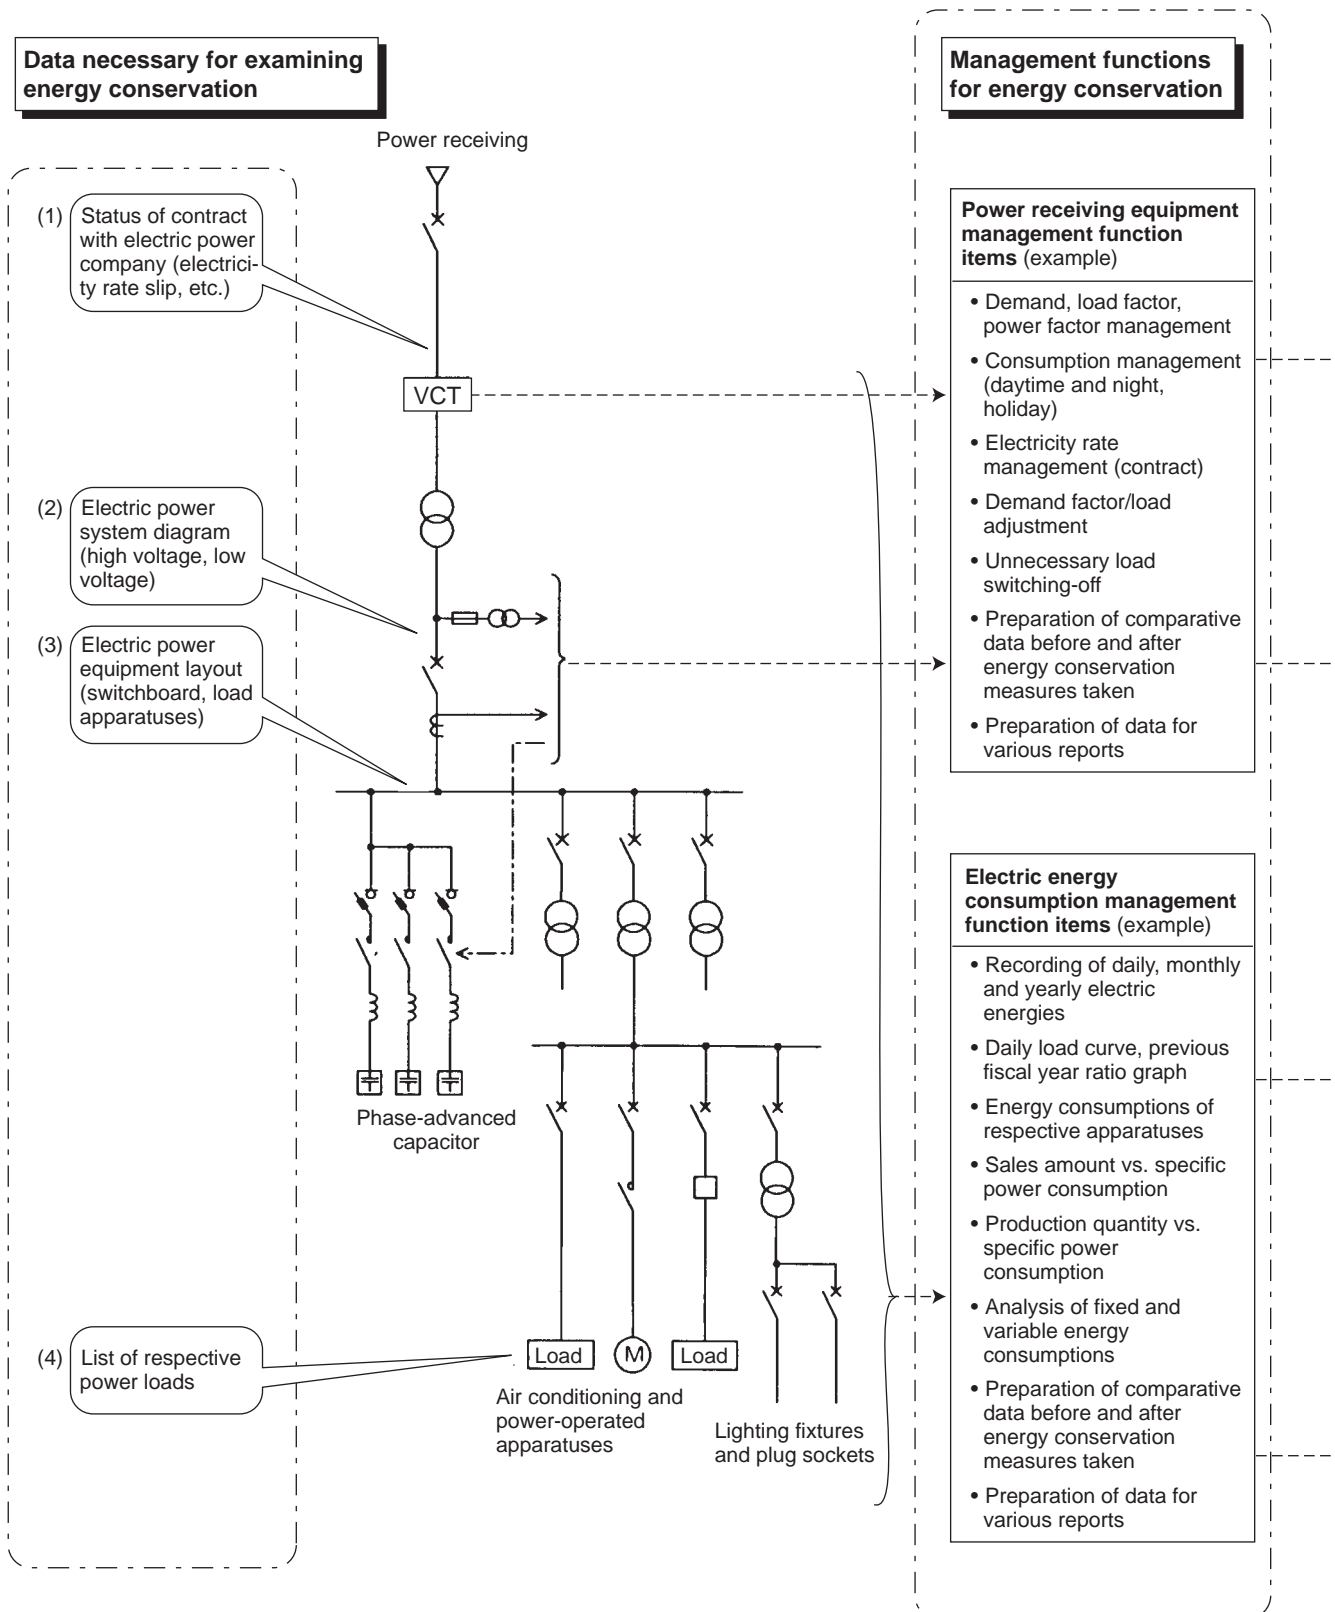 Data necessary for examining
energy conservation
Management functions
for energy conservation
Power receiving
(1)
Status of contract
with electric power
company (electrici-
ty rate slip, etc.)
VCT
(2)
Electric power
system diagram
(high voltage, low
voltage)
(3)
Electric power
equipment layout
(switchboard, load
apparatuses)
Phase-advanced
capacitor
(4)
List of respective
power loads
Load
M
Load
Air conditioning and
power-operated
apparatuses
Lighting fixtures
and plug sockets
Power receiving equipment
management function
items (example)
• Demand, load factor,
power factor management
• Consumption management
(daytime and night,
holiday)
• Electricity rate
management (contract)
• Demand factor/load
adjustment
• Unnecessary load
switching-off
• Preparation of comparative
data before and after
energy conservation
measures taken
• Preparation of data for
various reports
Electric energy
consumption management
function items (example)
• Recording of daily, monthly
and yearly electric
energies
• Daily load curve, previous
fiscal year ratio graph
• Energy consumptions of
respective apparatuses
• Sales amount vs. specific
power consumption
• Production quantity vs.
specific power
consumption
• Analysis of fixed and
variable energy
consumptions
• Preparation of comparative
data before and after
energy conservation
measures taken
• Preparation of data for
various reports